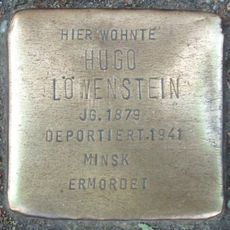 HIER WOHNTE
HUGO
LÖWENSTEIN
JG. 1879
DEPORTIERT 1941
MINSK
ERMORDET